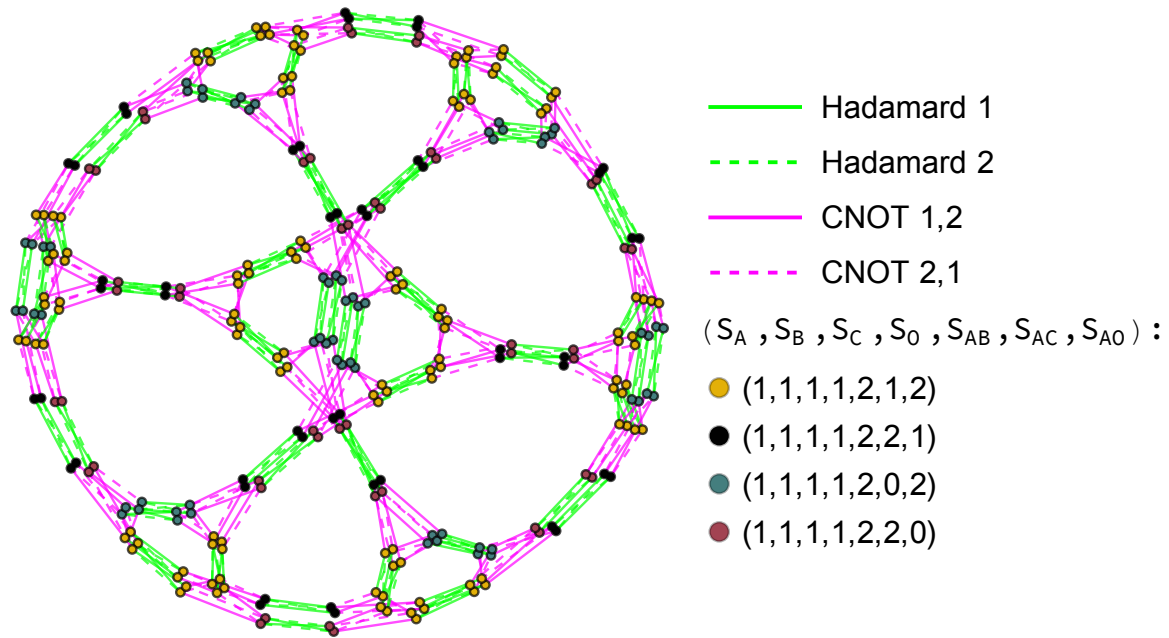 Hadamard 1
Hadamard 2
CNOT 1,2
CNOT 2,1
(S_A ,S_B ,S_C ,S_O ,S_AB ,S_AC ,S_AO ) :
(1,1,1,1,2,1,2)
(1,1,1,1,2,2,1)
(1,1,1,1,2,0,2)
(1,1,1,1,2,2,0)